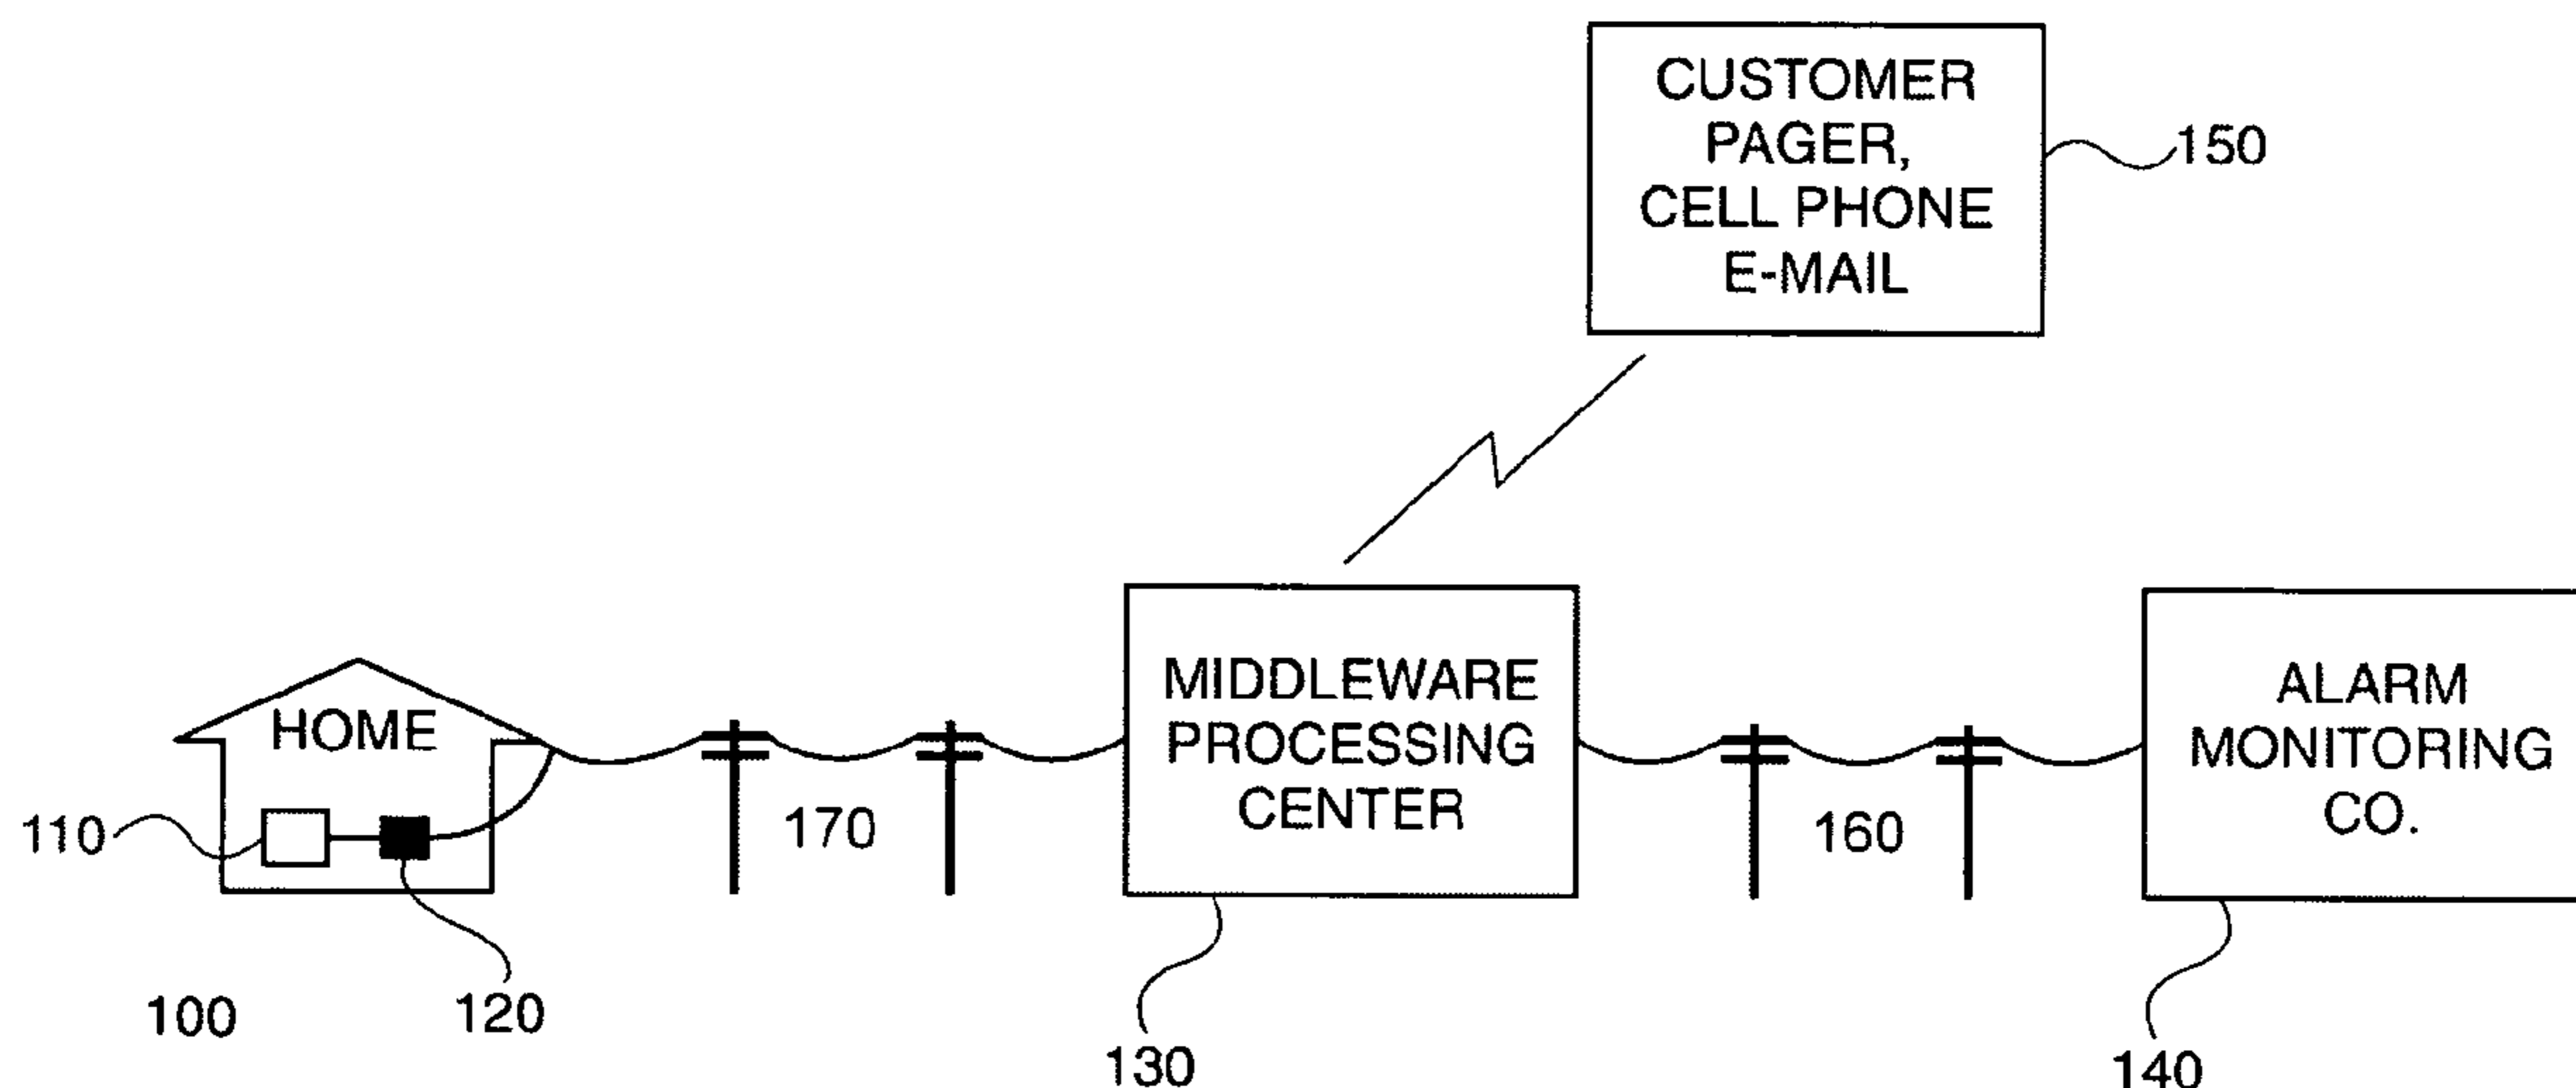 CUSTOMER
PAGER,
CELL PHONE
E-MAIL
150
HOME
MIDDLEWARE
PROCESSING
CENTER
ALARM
MONITORING
CO.
110
170
160
100
120
130
140